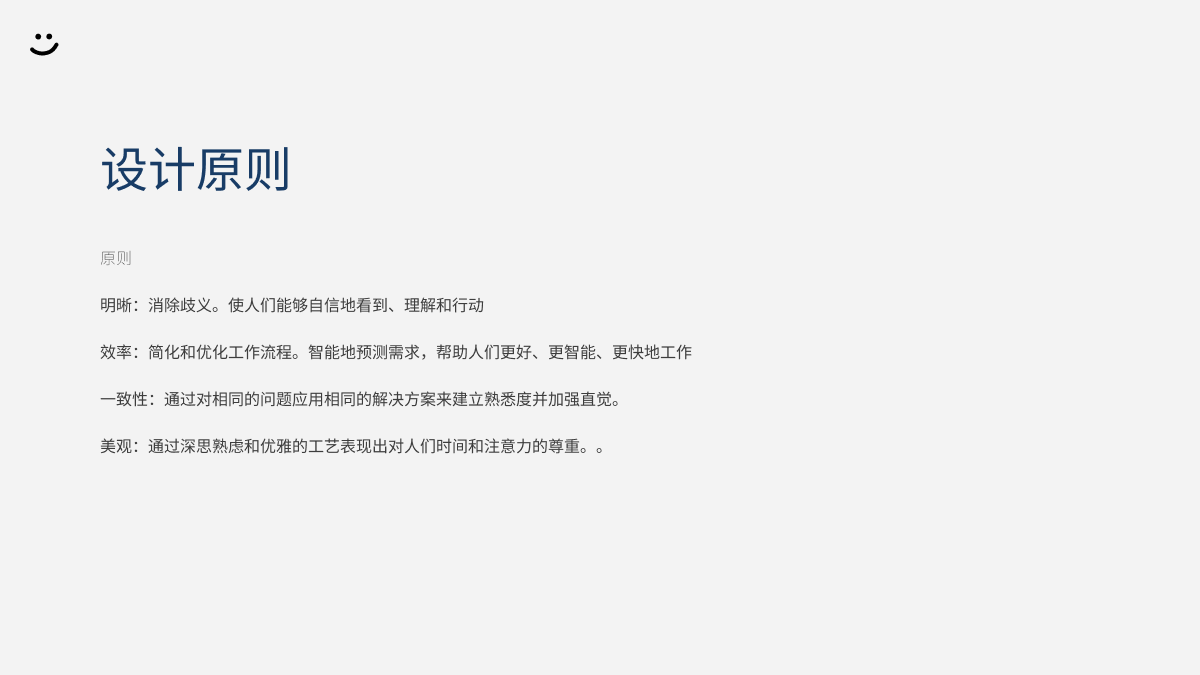 设计原则
原则
明晰：消除歧义。使人们能够自信地看到、理解和行动
效率：简化和优化工作流程。智能地预测需求，帮助人们更好、更智能、更快地工作
一致性：通过对相同的问题应用相同的解决方案来建立熟悉度并加强直觉。
美观：通过深思熟虑和优雅的工艺表现出对人们时间和注意力的尊重。。